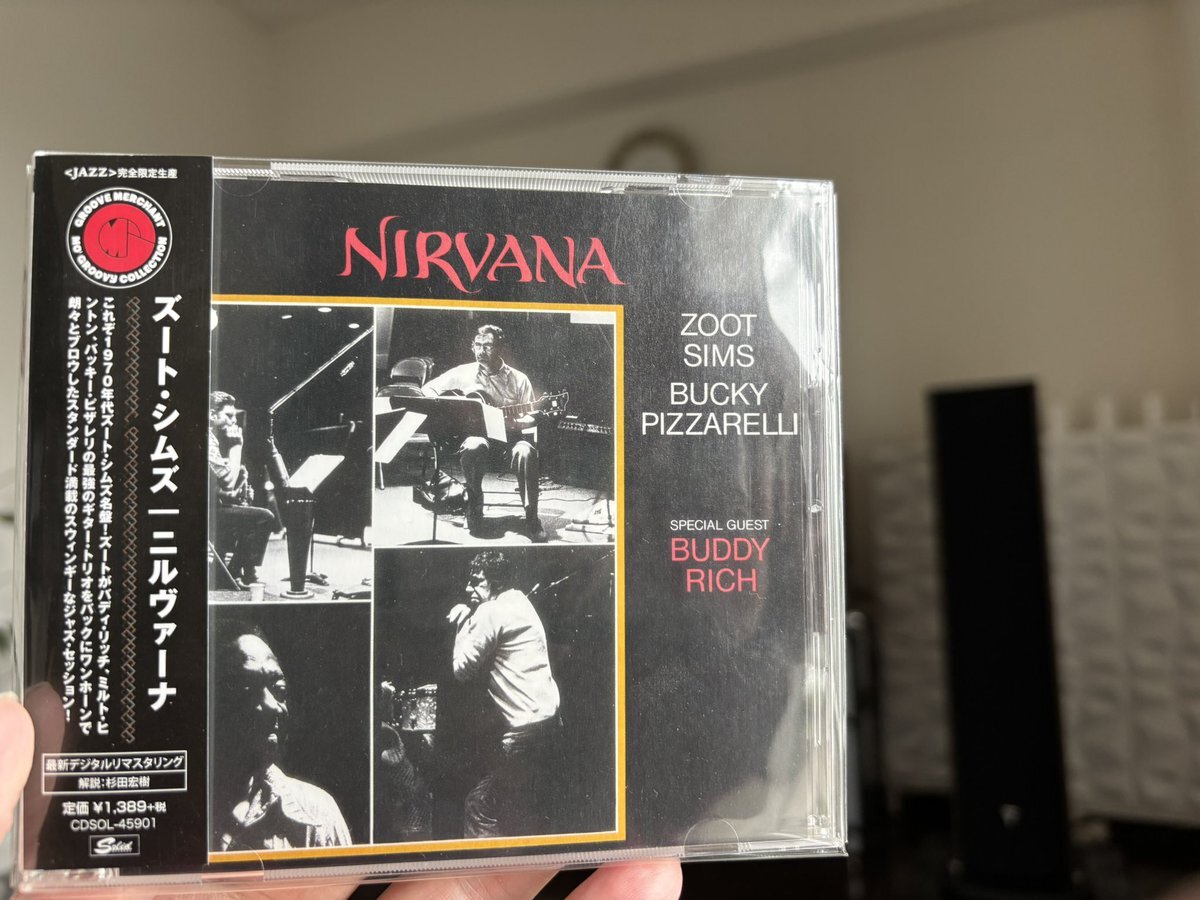 <JAZZ>完全限定生産
GROOVE MERCHANT
MO' GROOVY COLLECTION
ズート・シムズ|ニルヴァーナ
これぞ1970年代ズート・シムズ名盤!ズートがバディ・リッチ、ミルト・ヒ
ントン、バッキー・ピザレリの最強のギター・トリオをバックにワン・ホーンで
朗々とブロウしたスタンダード満載のスウィンギーなジャズ・セッション!
最新デジタルリマスタリング
解説:杉田宏樹
定価 ¥1,389+税
CDSOL-45901
Solid
NIRVANA
ZOOT
SIMS
BUCKY
PIZZARELLI
SPECIAL GUEST
BUDDY
RICH